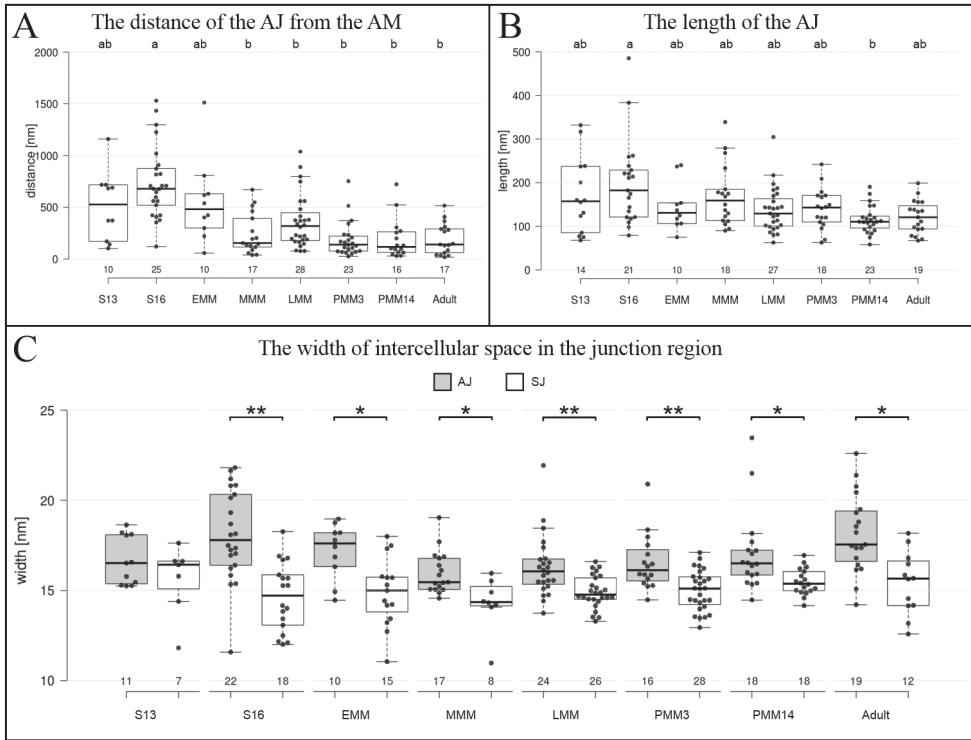 A The distance of the AJ from the AM
ab a ab b b b b b
2000
1500
1000
500
0
distance [nm]
10 25 10 17 28 23 16 17
S13 S16 EMM MMM LMM PMM3 PMM14 Adult
B The length of the AJ
ab a ab ab ab ab b ab
500
400
300
200
100
0
length [nm]
14 21 10 18 27 18 23 19
S13 S16 EMM MMM LMM PMM3 PMM14 Adult
C The width of intercellular space in the junction region
AJ SJ
** * * ** ** * *
25
20
15
10
width [nm]
11 7 22 18 10 15 17 8 24 26 16 28 18 18 19 12
S13 S16 EMM MMM LMM PMM3 PMM14 Adult